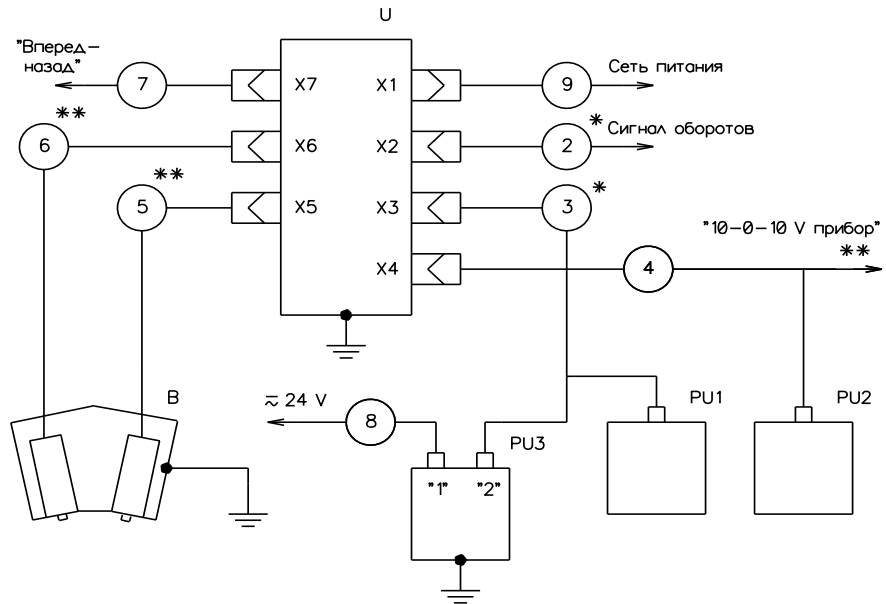 U
"Вперед-
назад"
7
X7
X1
9
Сеть питания
**
6
X6
X2
2
*
Сигнал оборотов
**
5
X5
X3
3
*
"10-0-10 V прибор"
**
X4
4
B
≂ 24 V
8
PU3
PU1
PU2
"1"
"2"